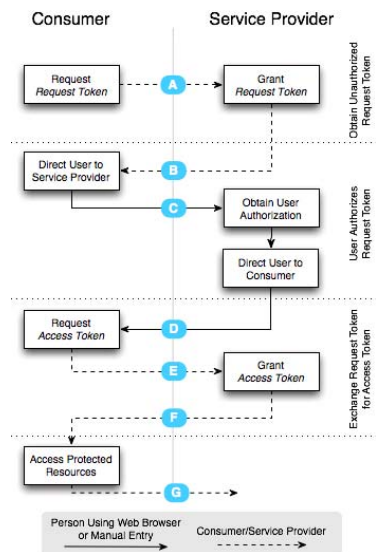 Consumer
Service Provider
Request
Request Token
A
Grant
Request Token
Obtain Unauthorized
Request Token
B
Direct User to
Service Provider
C
Obtain User
Authorization
Direct User to
Consumer
User Authorizes
Request Token
D
Request
Access Token
E
Grant
Access Token
F
Exchange Request Token
for Access Token
Access Protected
Resources
G
Person Using Web Browser
or Manual Entry
Consumer/Service Provider